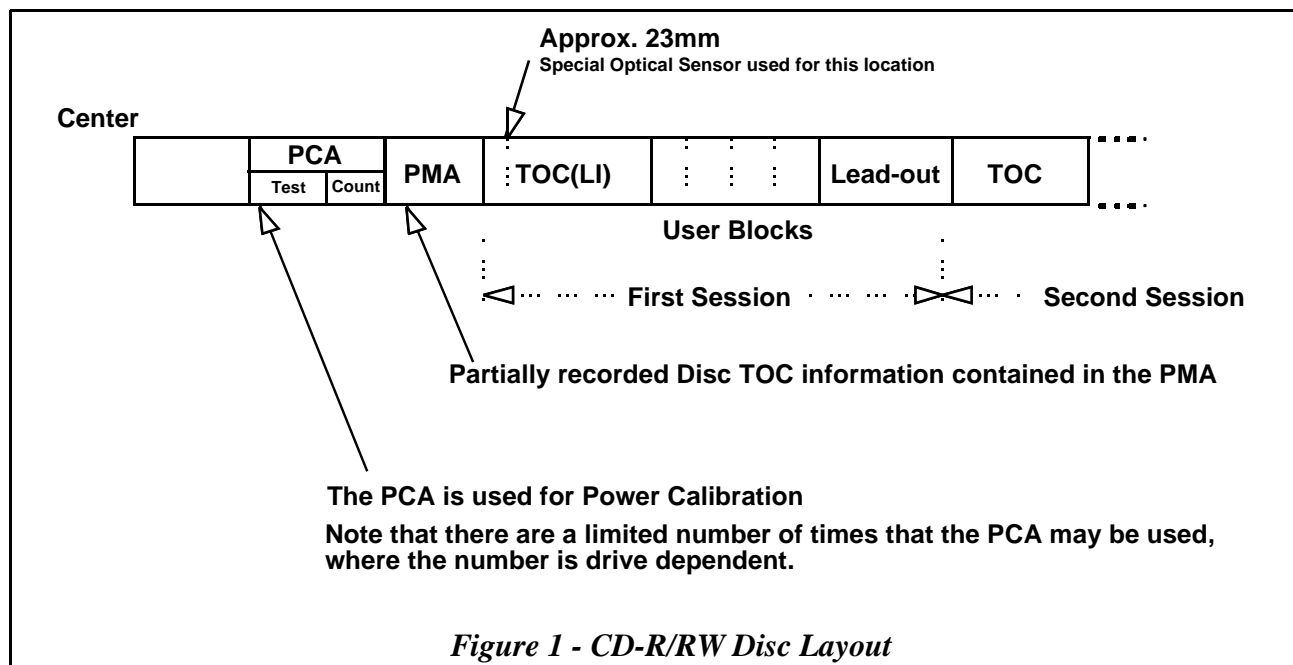 Approx. 23mm
Special Optical Sensor used for this location
Center
PCA
Test
Count
PMA
TOC(LI)
Lead-out
TOC
User Blocks
First Session
Second Session
Partially recorded Disc TOC information contained in the PMA
The PCA is used for Power Calibration
Note that there are a limited number of times that the PCA may be used,
where the number is drive dependent.
Figure 1 - CD-R/RW Disc Layout